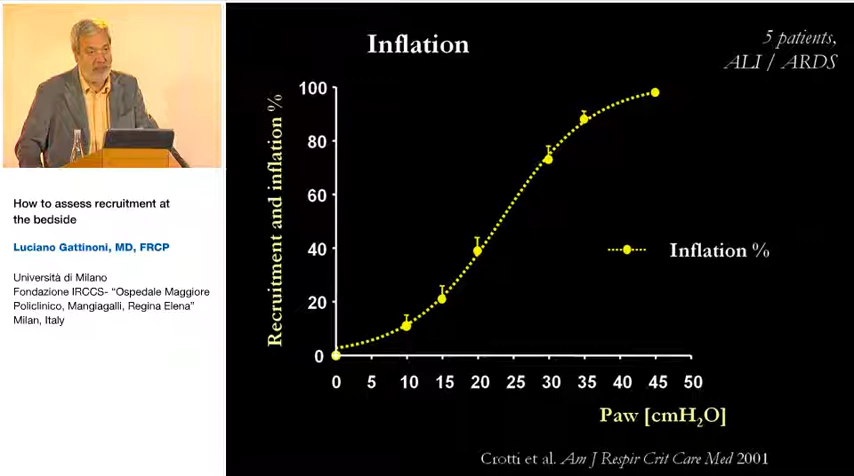 How to assess recruitment at
the bedside
Luciano Gattinoni, MD, FRCP
Università di Milano
Fondazione IRCCS- “Ospedale Maggiore
Policlinico, Mangiagalli, Regina Elena”
Milan, Italy
Inflation
5 patients,
ALI / ARDS
Recruitment and inflation %
100
80
60
40
20
0
0 5 10 15 20 25 30 35 40 45 50
Inflation %
Paw [cmH2O]
Crotti et al. Am J Respir Crit Care Med 2001